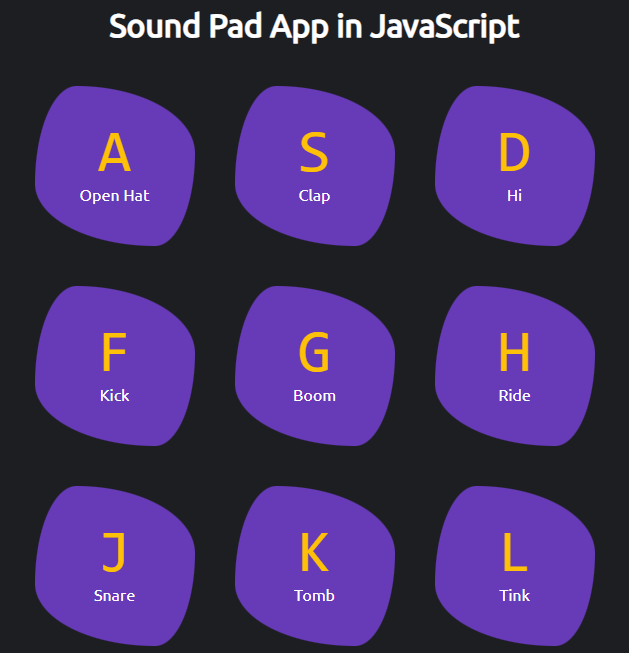 Sound Pad App in JavaScript
A S D
Open Hat Clap Hi
F G H
Kick Boom Ride
J K L
Snare Tomb Tink